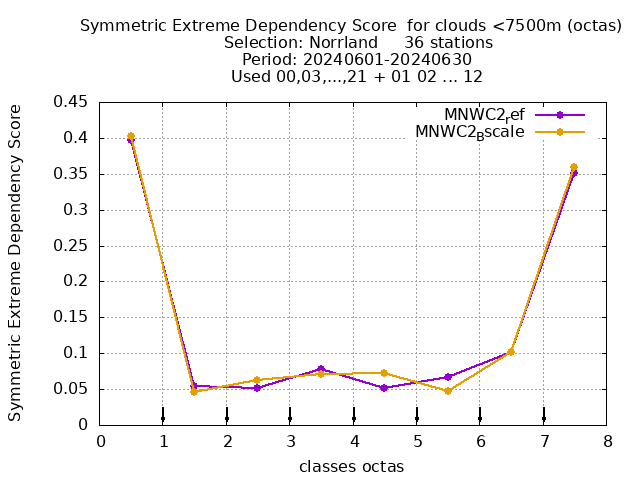 Symmetric Extreme Dependency Score  for clouds <7500m (octas)
Selection: Norrland     36 stations
Period: 20240601-20240630
Used 00,03,...,21 + 01 02 ... 12
MNWC2ref
MNWC2Bscale
Symmetric Extreme Dependency Score
0.45
0.4
0.35
0.3
0.25
0.2
0.15
0.1
0.05
0
0 1 2 3 4 5 6 7 8
classes octas